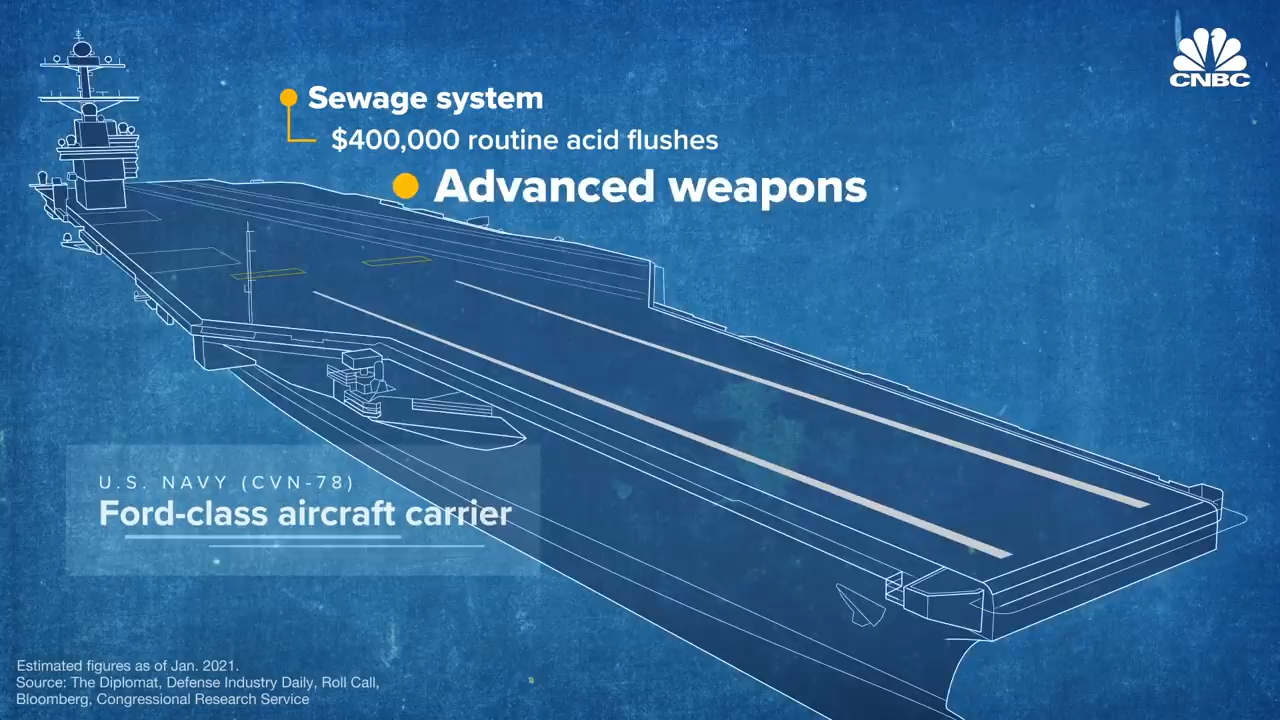 CNBC
Sewage system
$400,000 routine acid flushes
Advanced weapons
U.S. NAVY (CVN-78)
Ford-class aircraft carrier
Estimated figures as of Jan. 2021.
Source: The Diplomat, Defense Industry Daily, Roll Call,
Bloomberg, Congressional Research Service